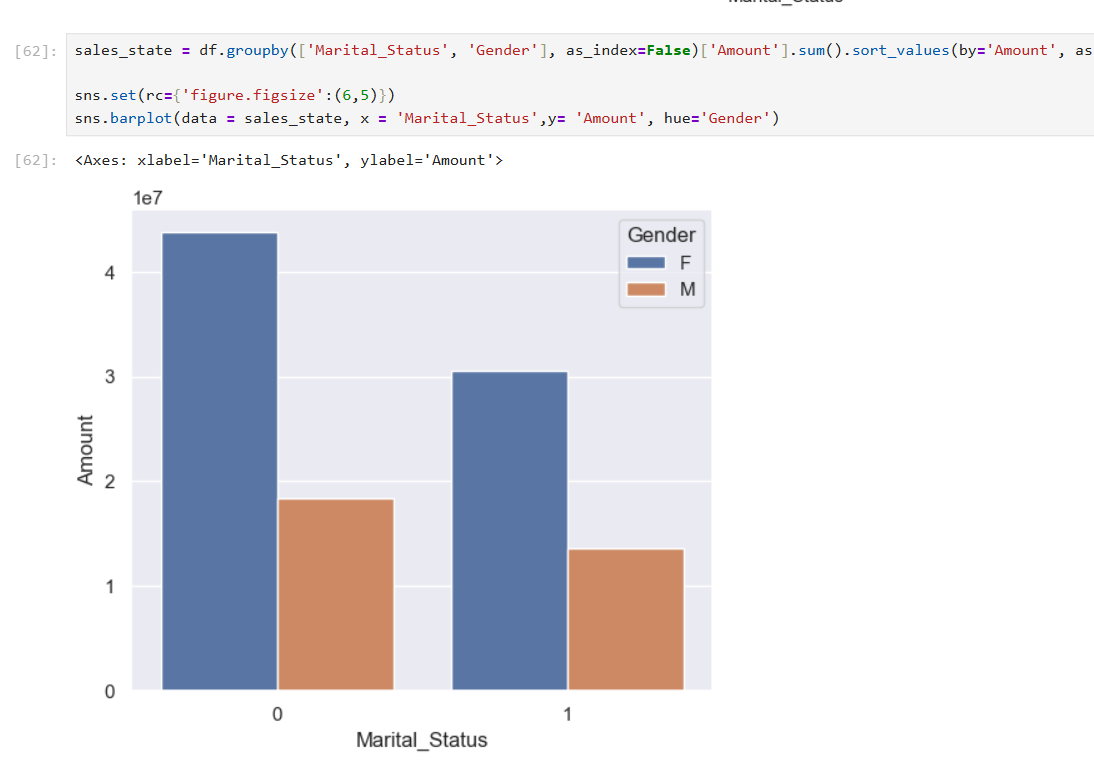 Marital_Status
[62]: sales_state = df.groupby(['Marital_Status', 'Gender'], as_index=False)['Amount'].sum().sort_values(by='Amount', as
sns.set(rc={'figure.figsize':(6,5)})
sns.barplot(data = sales_state, x = 'Marital_Status',y= 'Amount', hue='Gender')
[62]: <Axes: xlabel='Marital_Status', ylabel='Amount'>
1e7
Gender
F
M
4
3
2
1
0
Amount
0 1
Marital_Status